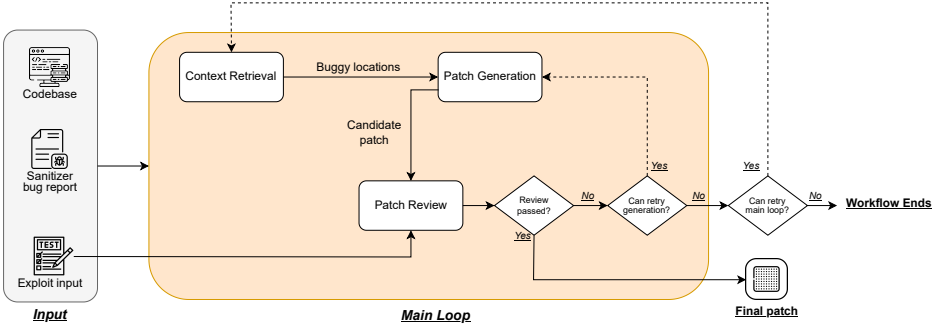 Codebase
Sanitizer
bug report
TEST
Exploit input
Input
Context Retrieval
Buggy locations
Patch Generation
Candidate
patch
Patch Review
Review
passed?
No
Yes
Can retry
generation?
Yes
No
Can retry
main loop?
Yes
No
Workflow Ends
Final patch
Main Loop